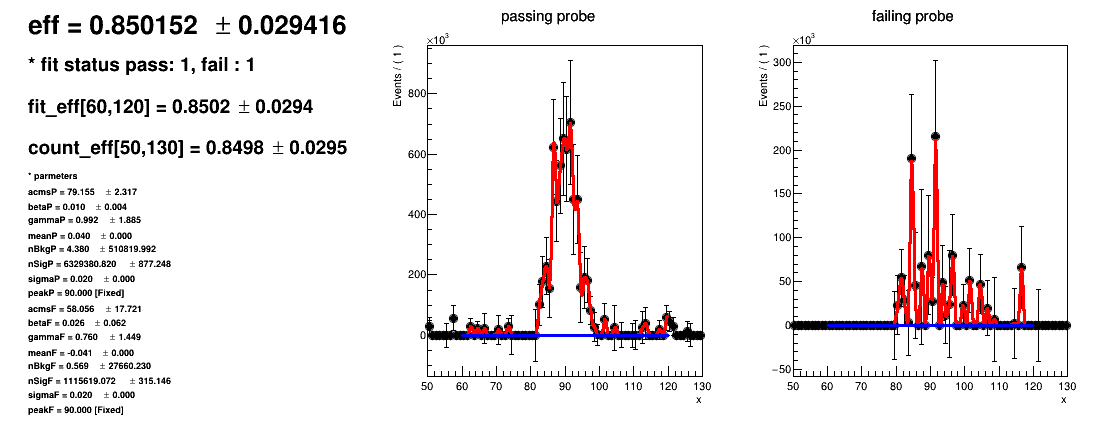 eff = 0.850152 ± 0.029416
* fit status pass: 1, fail : 1
fit_eff[60,120] = 0.8502 ± 0.0294
count_eff[50,130] = 0.8498 ± 0.0295
* parmeters
acmsP = 79.155 ± 2.317
betaP = 0.010 ± 0.004
gammaP = 0.992 ± 1.885
meanP = 0.040 ± 0.000
nBkgP = 4.380 ± 510819.992
nSigP = 6329380.820 ± 877.248
sigmaP = 0.020 ± 0.000
peakP = 90.000 [Fixed]
acmsF = 58.056 ± 17.721
betaF = 0.026 ± 0.062
gammaF = 0.760 ± 1.449
meanF = -0.041 ± 0.000
nBkgF = 0.569 ± 27660.230
nSigF = 1115619.072 ± 315.146
sigmaF = 0.020 ± 0.000
peakF = 90.000 [Fixed]
passing probe
×10³
Events / ( 1 )
800
600
400
200
0
50 60 70 80 90 100 110 120 130
x
failing probe
×10³
Events / ( 1 )
300
250
200
150
100
50
0
−50
50 60 70 80 90 100 110 120 130
x